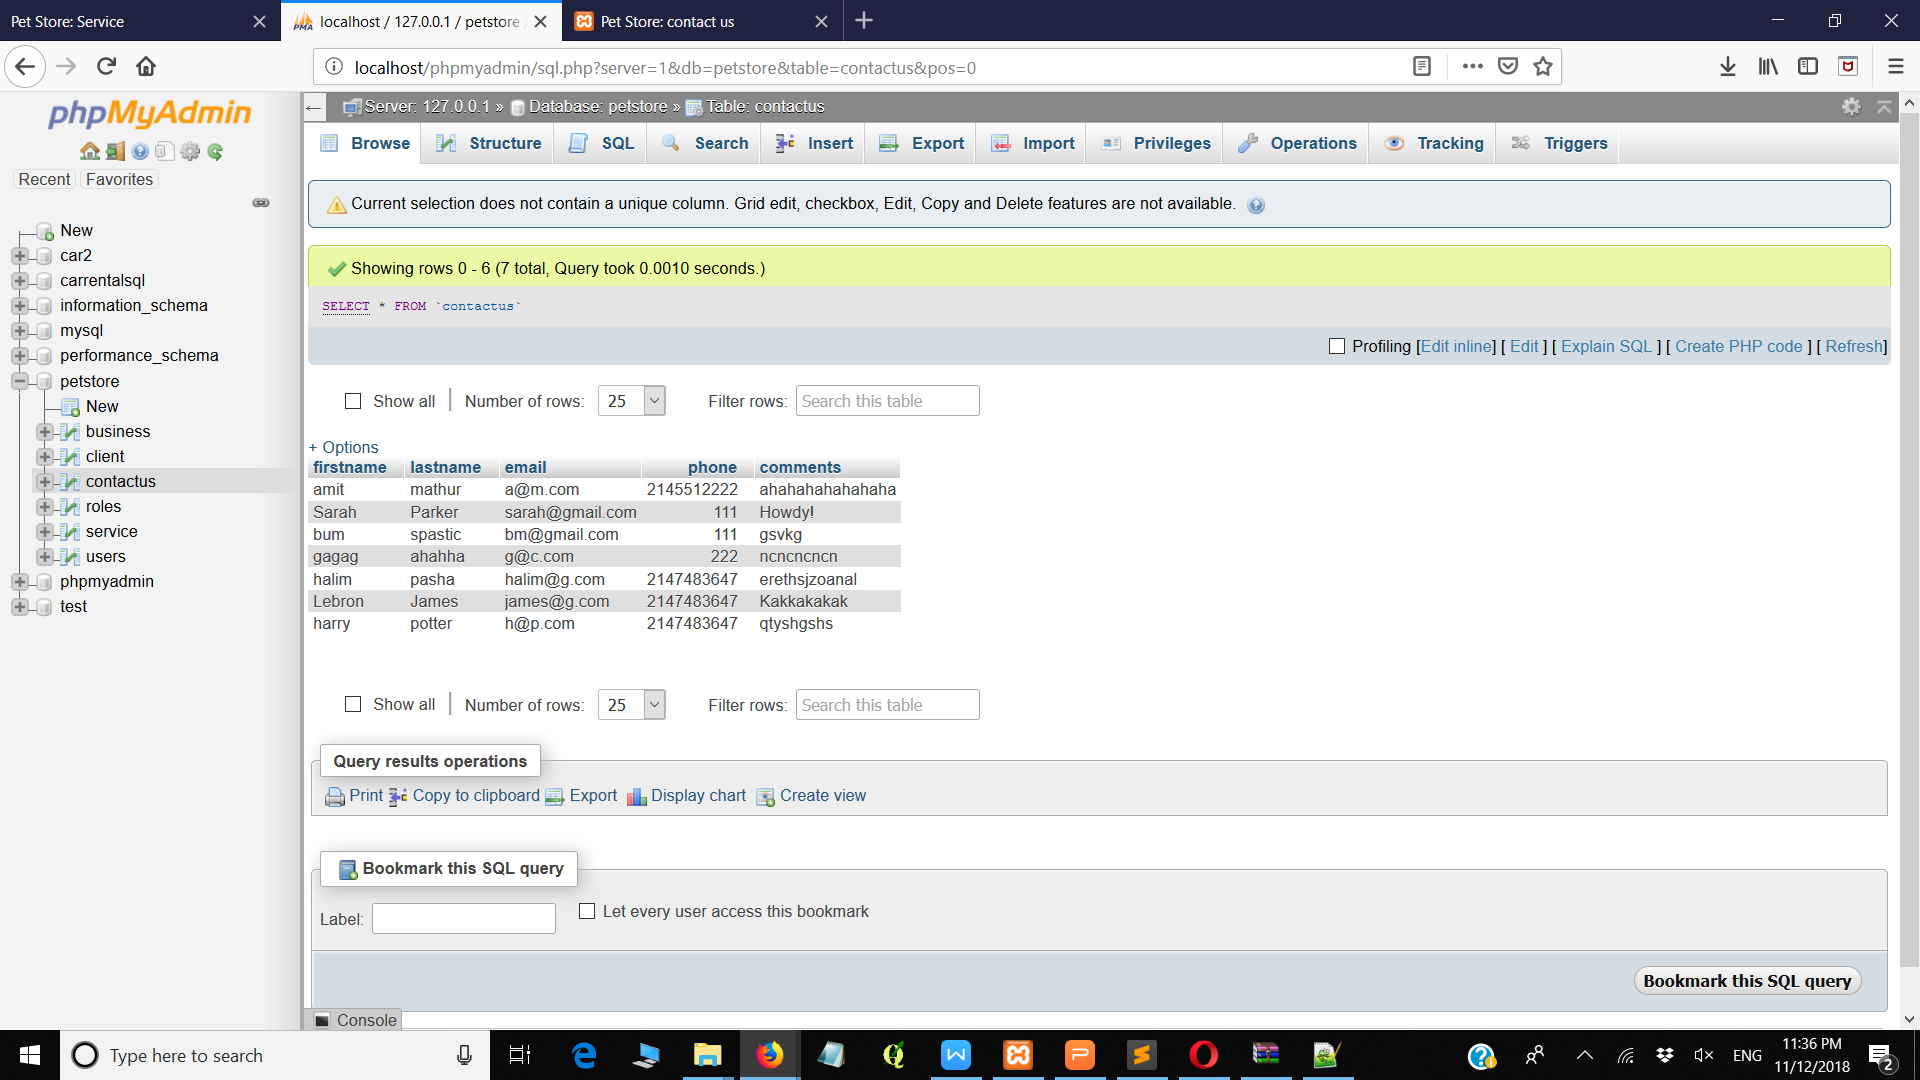 Pet Store: Service
localhost / 127.0.0.1 / petstore
Pet Store: contact us
localhost/phpmyadmin/sql.php?server=1&db=petstore&table=contactus&pos=0
phpMyAdmin
Recent Favorites
New
car2
carrentalsql
information_schema
mysql
performance_schema
petstore
New
business
client
contactus
roles
service
users
phpmyadmin
test
Server: 127.0.0.1 » Database: petstore » Table: contactus
Browse Structure SQL Search Insert Export Import Privileges Operations Tracking Triggers
Current selection does not contain a unique column. Grid edit, checkbox, Edit, Copy and Delete features are not available.
Showing rows 0 - 6 (7 total, Query took 0.0010 seconds.)
SELECT * FROM `contactus`
Profiling [Edit inline] [ Edit ] [ Explain SQL ] [ Create PHP code ] [ Refresh]
Show all Number of rows: 25 Filter rows: Search this table
+ Options
firstname lastname email phone comments
amit mathur a@m.com 2145512222 ahahahahahahaha
Sarah Parker sarah@gmail.com 111 Howdy!
bum spastic bm@gmail.com 111 gsvkg
gagag ahahha g@c.com 222 ncncncncn
halim pasha halim@g.com 2147483647 erethsjzoanal
Lebron James james@g.com 2147483647 Kakkakakak
harry potter h@p.com 2147483647 qtyshgshs
Show all Number of rows: 25 Filter rows: Search this table
Query results operations
Print Copy to clipboard Export Display chart Create view
Bookmark this SQL query
Label: Let every user access this bookmark
Bookmark this SQL query
Console
Type here to search
ENG
11:36 PM
11/12/2018
2